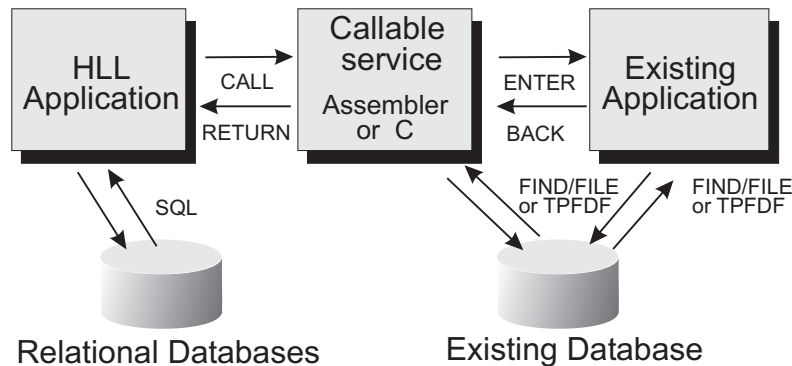 HLL
Application
CALL
RETURN
Callable
service
Assembler
or C
ENTER
BACK
Existing
Application
SQL
FIND/FILE
or TPFDF
FIND/FILE
or TPFDF
Relational Databases
Existing Database